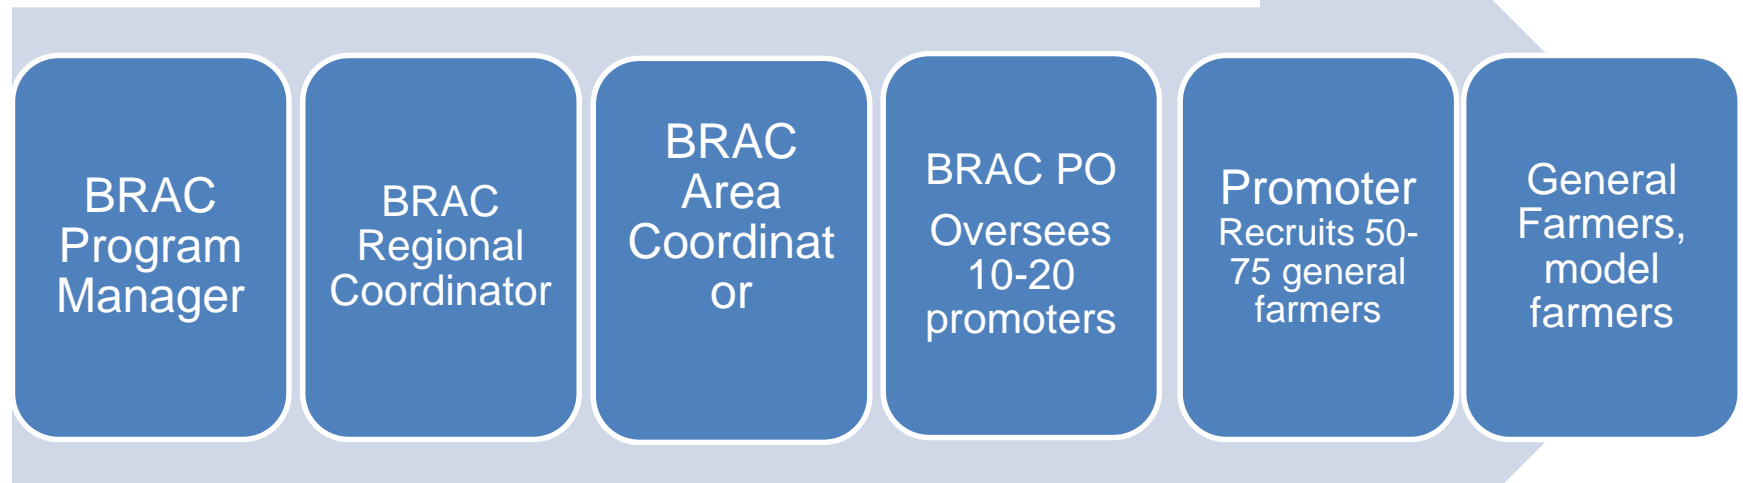 BRAC
Program
Manager
BRAC
Regional
Coordinator
BRAC
Area
Coordinat
or
BRAC PO
Oversees
10-20
promoters
Promoter
Recruits 50-
75 general
farmers
General
Farmers,
model
farmers